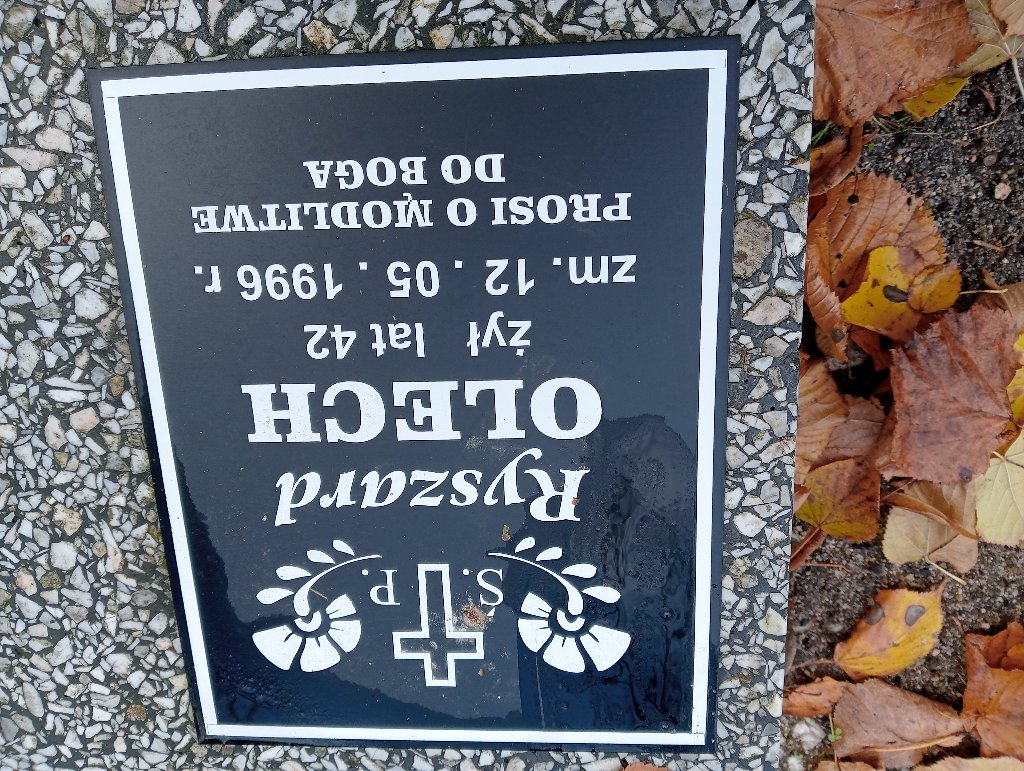 Ś. P.
Ryszard
OLECH
żył lat 42
zm. 12. 05. 1996 r.
PROSI O MODLITWĘ
DO BOGA